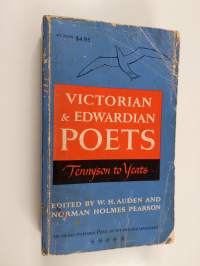 $4.95
VICTORIAN
& EDWARDIAN
POETS
Tennyson to Yeats
EDITED BY W. H. AUDEN AND
NORMAN HOLMES PEARSON